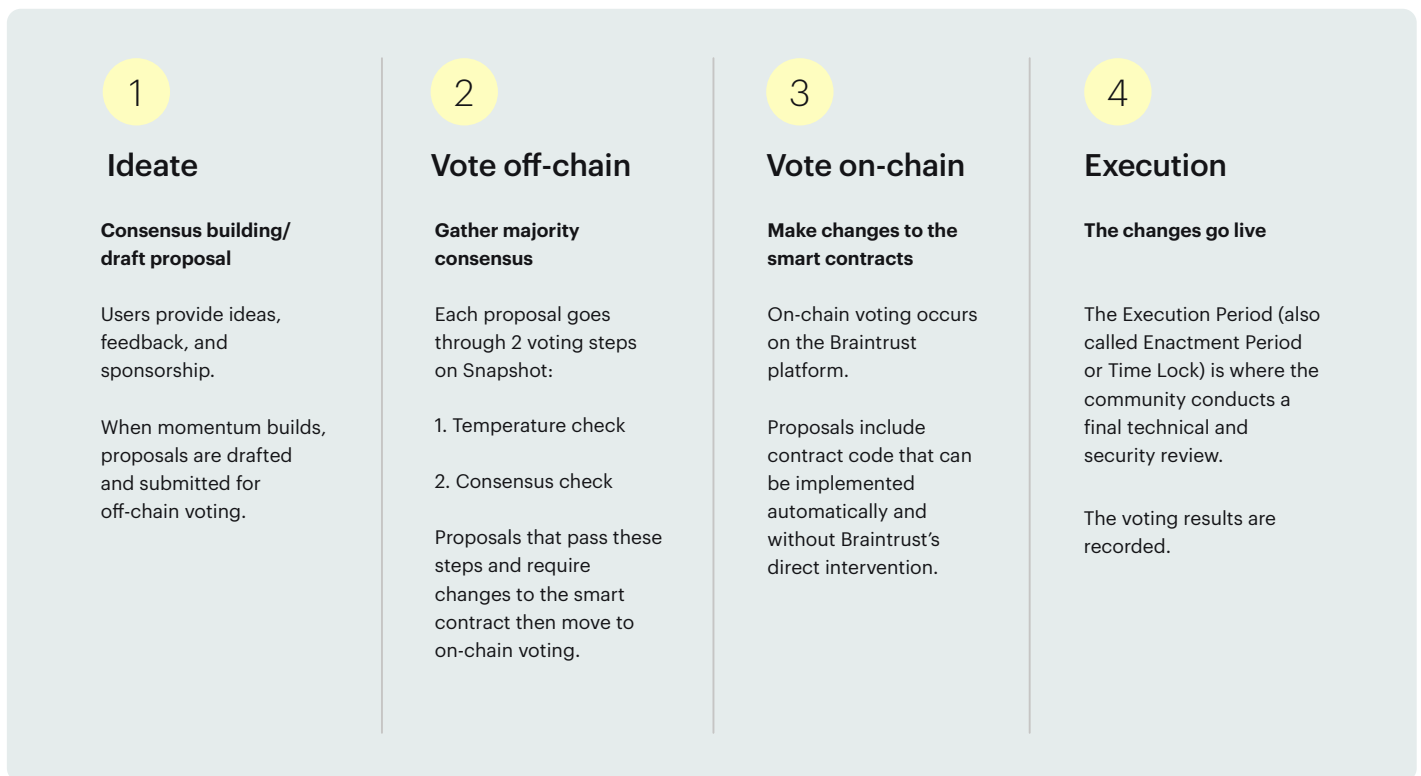 1
Ideate
Consensus building/
draft proposal
Users provide ideas,
feedback, and
sponsorship.
When momentum builds,
proposals are drafted
and submitted for
off-chain voting.
2
Vote off-chain
Gather majority
consensus
Each proposal goes
through 2 voting steps
on Snapshot:
1. Temperature check
2. Consensus check
Proposals that pass these
steps and require
changes to the smart
contract then move to
on-chain voting.
3
Vote on-chain
Make changes to the
smart contracts
On-chain voting occurs
on the Braintrust
platform.
Proposals include
contract code that can
be implemented
automatically and
without Braintrust’s
direct intervention.
4
Execution
The changes go live
The Execution Period (also
called Enactment Period
or Time Lock) is where the
community conducts a
final technical and
security review.
The voting results are
recorded.